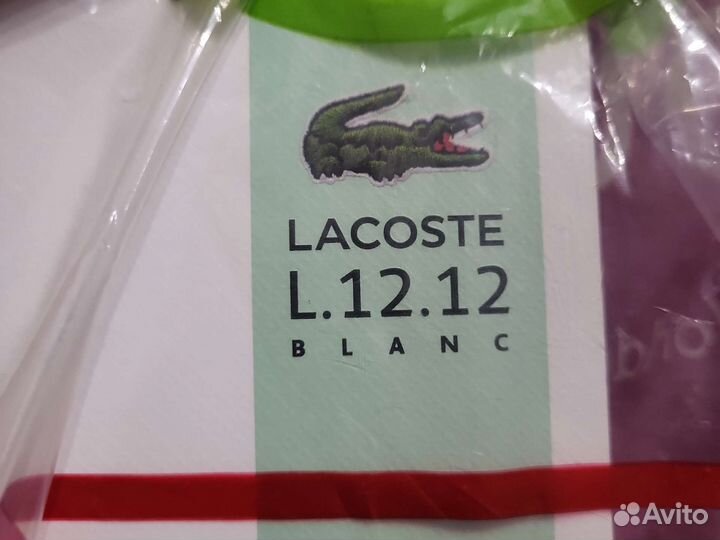 LACOSTE
L.12.12
BLANC
Avito